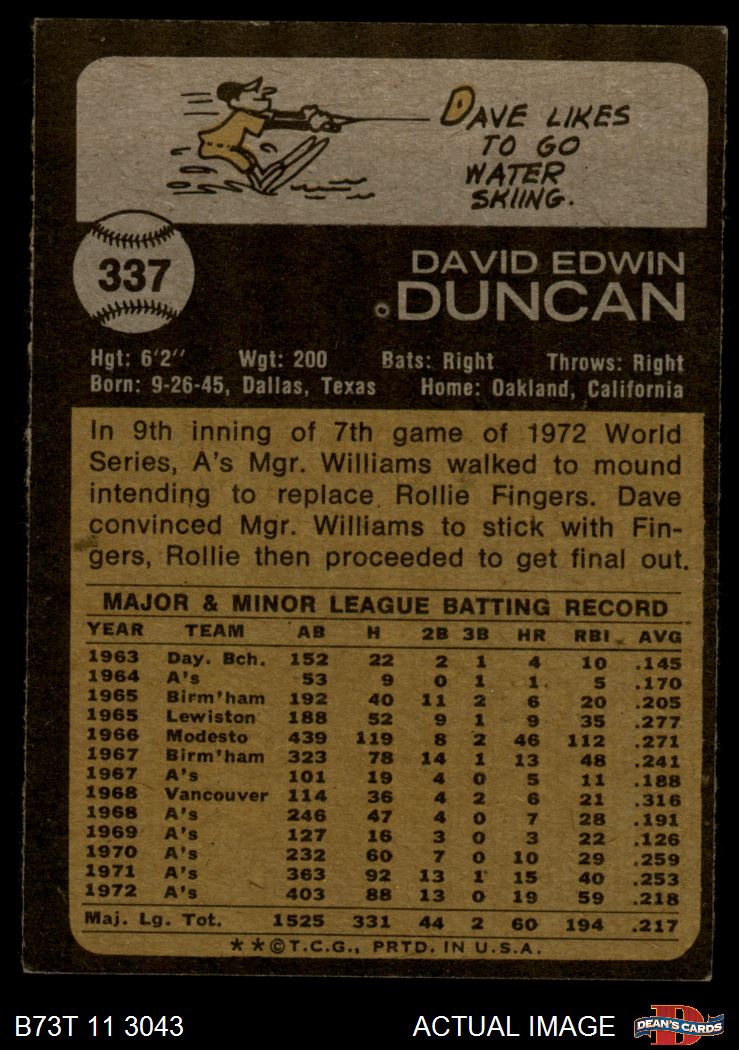 DAVE LIKES
TO GO
WATER
SKIING.
337
DAVID EDWIN
DUNCAN
Hgt: 6'2" Wgt: 200 Bats: Right Throws: Right
Born: 9-26-45, Dallas, Texas Home: Oakland, California
In 9th inning of 7th game of 1972 World
Series, A's Mgr. Williams walked to mound
intending to replace Rollie Fingers. Dave
convinced Mgr. Williams to stick with Fin-
gers, Rollie then proceeded to get final out.
MAJOR & MINOR LEAGUE BATTING RECORD
YEAR TEAM AB H 2B 3B HR RBI AVG
1963 Day. Bch. 152 22 2 1 4 10 .145
1964 A's 53 9 0 1 1 5 .170
1965 Birm'ham 192 40 11 2 6 20 .205
1965 Lewiston 188 52 9 1 9 35 .277
1966 Modesto 439 119 8 2 46 112 .271
1967 Birm'ham 323 78 14 1 13 48 .241
1967 A's 101 19 4 0 5 11 .188
1968 Vancouver 114 36 4 2 6 21 .316
1968 A's 246 47 4 0 7 28 .191
1969 A's 127 16 3 0 3 22 .126
1970 A's 232 60 7 0 10 29 .259
1971 A's 363 92 13 1 15 40 .253
1972 A's 403 88 13 0 19 59 .218
Maj. Lg. Tot. 1525 331 44 2 60 194 .217
**©T.C.G., PRTD. IN U.S.A.
B73T 11 3043 ACTUAL IMAGE DEAN'S CARDS